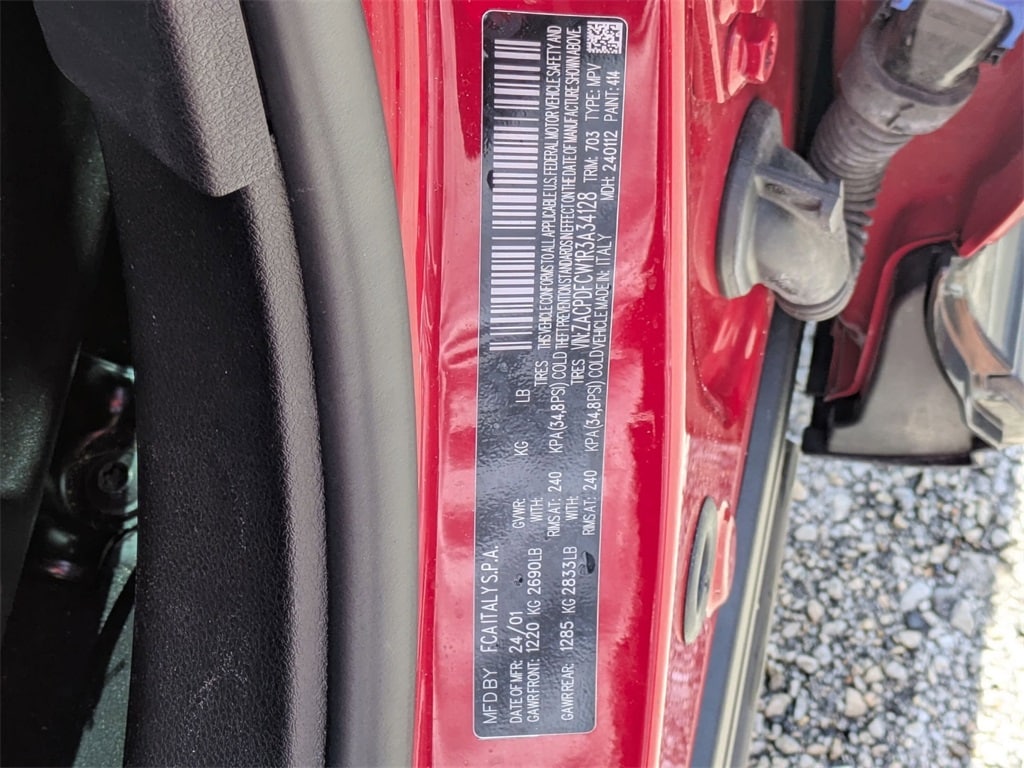 MFD BY FCA ITALY S.P.A.
DATE OF MFR: 24/01 GVWR: KG LB
GAWR FRONT: 1220 KG 2690LB WITH: TIRES THIS VEHICLE CONFORMS TO ALL APPLICABLE U.S. FEDERAL MOTOR VEHICLE SAFETY AND
RIMS AT: 240 KPA(34,8PSI) COLD THEFT PREVENTION STANDARDS IN EFFECT ON THE DATE OF MANUFACTURE SHOWN ABOVE
GAWR REAR: 1285 KG 2833LB WITH: TIRES VIN:ZACPDFCW1R3A34128 TRIM: 703 TYPE: MPV
RIMS AT: 240 KPA(34,8PSI) COLD VEHICLE MADE IN: ITALY MDH: 240112 PAINT: 414